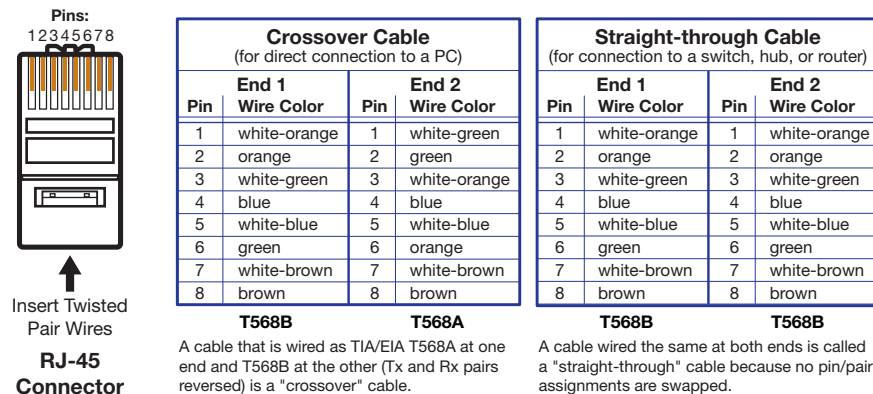 Pins:
12345678
Insert Twisted
Pair Wires
RJ-45
Connector
Crossover Cable
(for direct connection to a PC)
End 1 End 2
Pin Wire Color Pin Wire Color
1 white-orange 1 white-green
2 orange 2 green
3 white-green 3 white-orange
4 blue 4 blue
5 white-blue 5 white-blue
6 green 6 orange
7 white-brown 7 white-brown
8 brown 8 brown
T568B T568A
A cable that is wired as TIA/EIA T568A at one
end and T568B at the other (Tx and Rx pairs
reversed) is a "crossover" cable.
Straight-through Cable
(for connection to a switch, hub, or router)
End 1 End 2
Pin Wire Color Pin Wire Color
1 white-orange 1 white-orange
2 orange 2 orange
3 white-green 3 white-green
4 blue 4 blue
5 white-blue 5 white-blue
6 green 6 green
7 white-brown 7 white-brown
8 brown 8 brown
T568B T568B
A cable wired the same at both ends is called
a "straight-through" cable because no pin/pair
assignments are swapped.